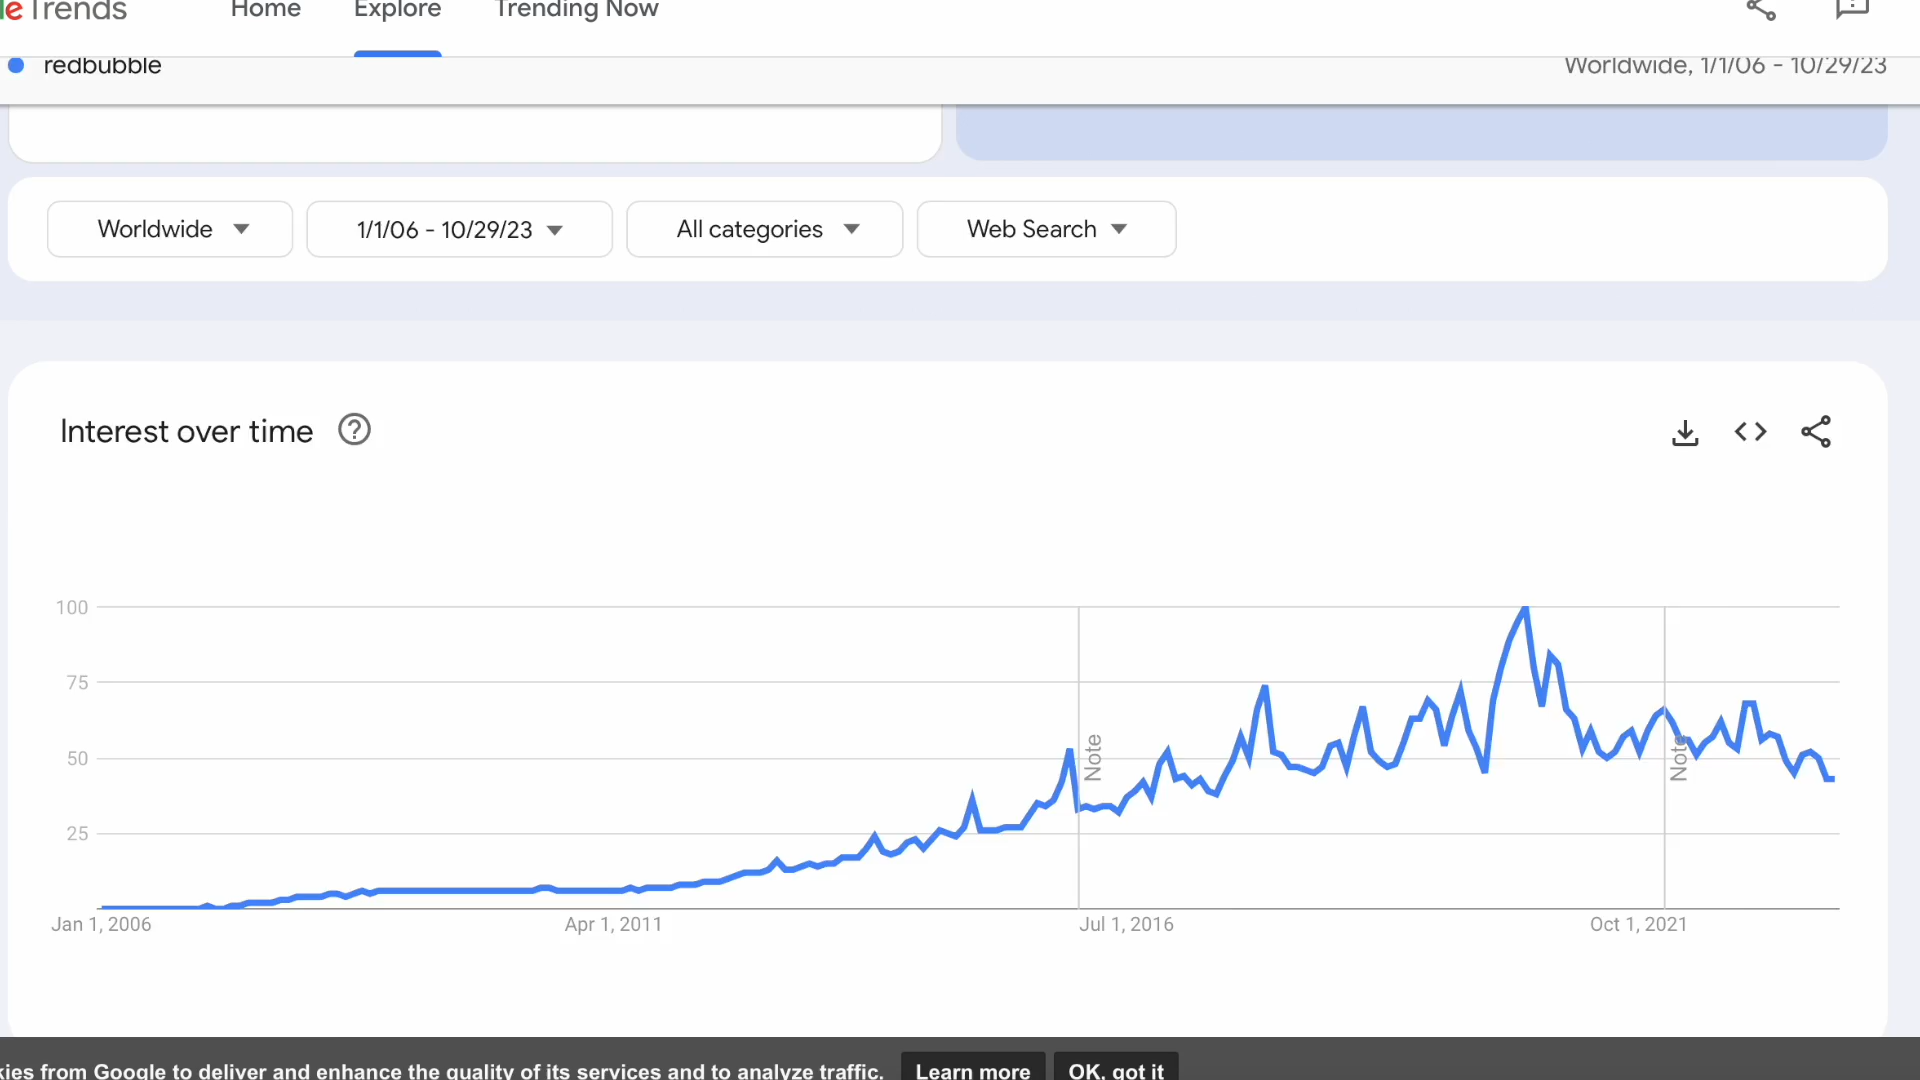 le Trends
Home
Explore
Trending Now
redbubble
Worldwide, 1/1/06 - 10/29/23
Worldwide
1/1/06 - 10/29/23
All categories
Web Search
Interest over time
100
75
50
25
Note
Note
Jan 1, 2006
Apr 1, 2011
Jul 1, 2016
Oct 1, 2021
kies from Google to deliver and enhance the quality of its services and to analyze traffic.
Learn more
OK, got it